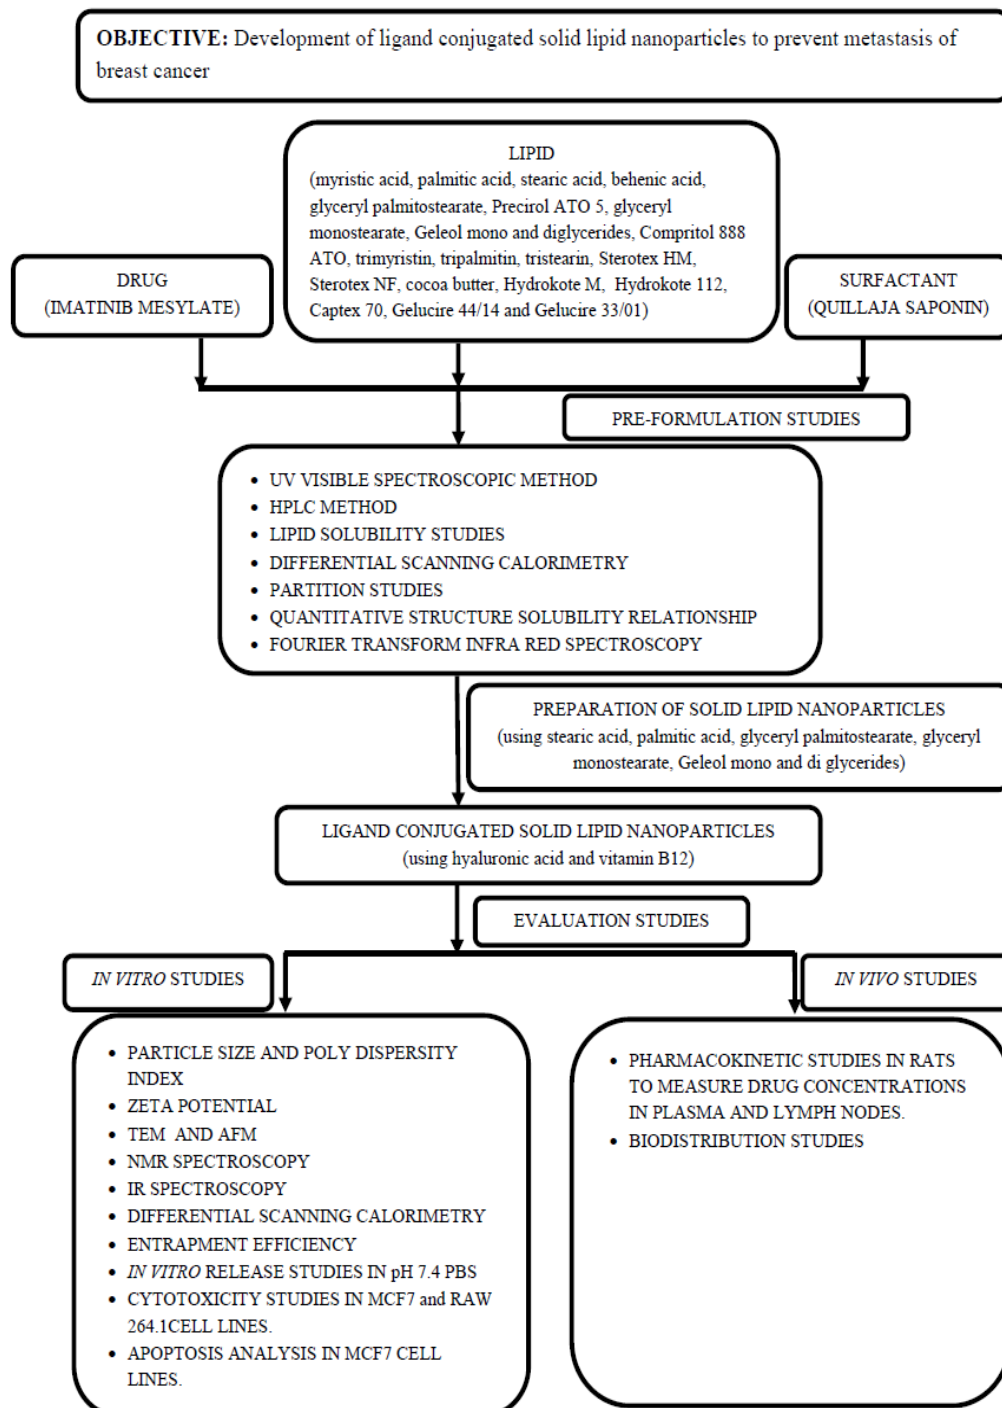 OBJECTIVE: Development of ligand conjugated solid lipid nanoparticles to prevent metastasis of
breast cancer
LIPID
(myristic acid, palmitic acid, stearic acid, behenic acid,
glyceryl palmitostearate, Precirol ATO 5, glyceryl
monostearate, Geleol mono and diglycerides, Compritol 888
ATO, trimyristin, tripalmitin, tristearin, Sterotex HM,
Sterotex NF, cocoa butter, Hydrokote M, Hydrokote 112,
Captex 70, Gelucire 44/14 and Gelucire 33/01)
DRUG
(IMATINIB MESYLATE)
SURFACTANT
(QUILLAJA SAPONIN)
PRE-FORMULATION STUDIES
• UV VISIBLE SPECTROSCOPIC METHOD
• HPLC METHOD
• LIPID SOLUBILITY STUDIES
• DIFFERENTIAL SCANNING CALORIMETRY
• PARTITION STUDIES
• QUANTITATIVE STRUCTURE SOLUBILITY RELATIONSHIP
• FOURIER TRANSFORM INFRA RED SPECTROSCOPY
PREPARATION OF SOLID LIPID NANOPARTICLES
(using stearic acid, palmitic acid, glyceryl palmitostearate, glyceryl
monostearate, Geleol mono and di glycerides)
LIGAND CONJUGATED SOLID LIPID NANOPARTICLES
(using hyaluronic acid and vitamin B12)
EVALUATION STUDIES
IN VITRO STUDIES
IN VIVO STUDIES
• PARTICLE SIZE AND POLY DISPERSITY
INDEX
• ZETA POTENTIAL
• TEM AND AFM
• NMR SPECTROSCOPY
• IR SPECTROSCOPY
• DIFFERENTIAL SCANNING CALORIMETRY
• ENTRAPMENT EFFICIENCY
• IN VITRO RELEASE STUDIES IN pH 7.4 PBS
• CYTOTOXICITY STUDIES IN MCF7 and RAW
264.1CELL LINES.
• APOPTOSIS ANALYSIS IN MCF7 CELL
LINES.
• PHARMACOKINETIC STUDIES IN RATS
TO MEASURE DRUG CONCENTRATIONS
IN PLASMA AND LYMPH NODES.
• BIODISTRIBUTION STUDIES